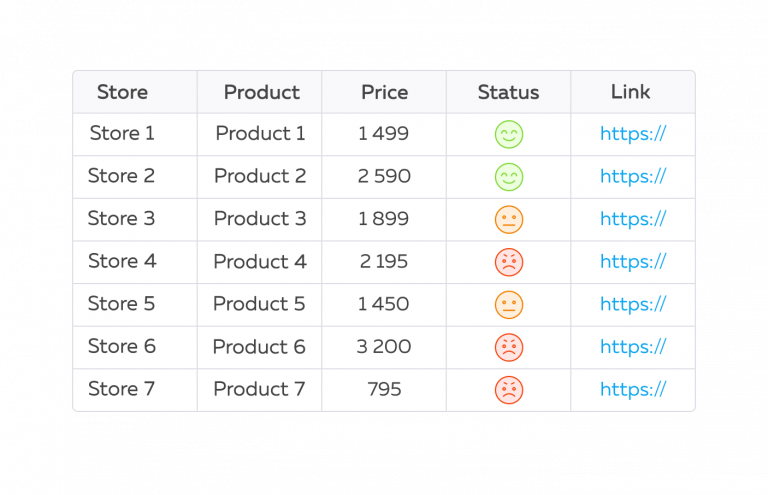 Store Product Price Status Link
Store 1 Product 1 1 499 https://
Store 2 Product 2 2 590 https://
Store 3 Product 3 1 899 https://
Store 4 Product 4 2 195 https://
Store 5 Product 5 1 450 https://
Store 6 Product 6 3 200 https://
Store 7 Product 7 795 https://